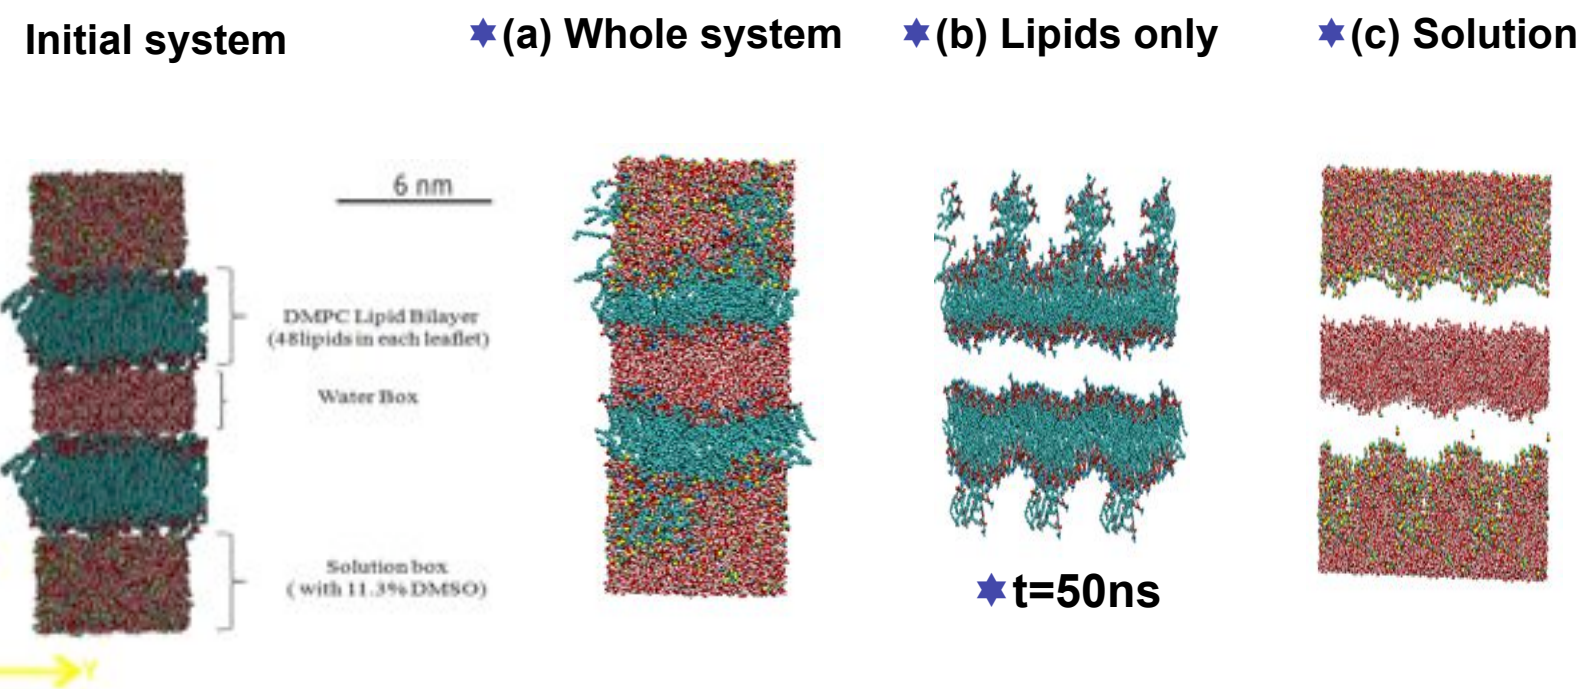 Initial system
(a) Whole system
(b) Lipids only
(c) Solution
6 nm
DMPC Lipid Bilayer
(48lipids in each leaflet)
Water Box
Solution box
( with 11.3% DMSO)
t=50ns
Y